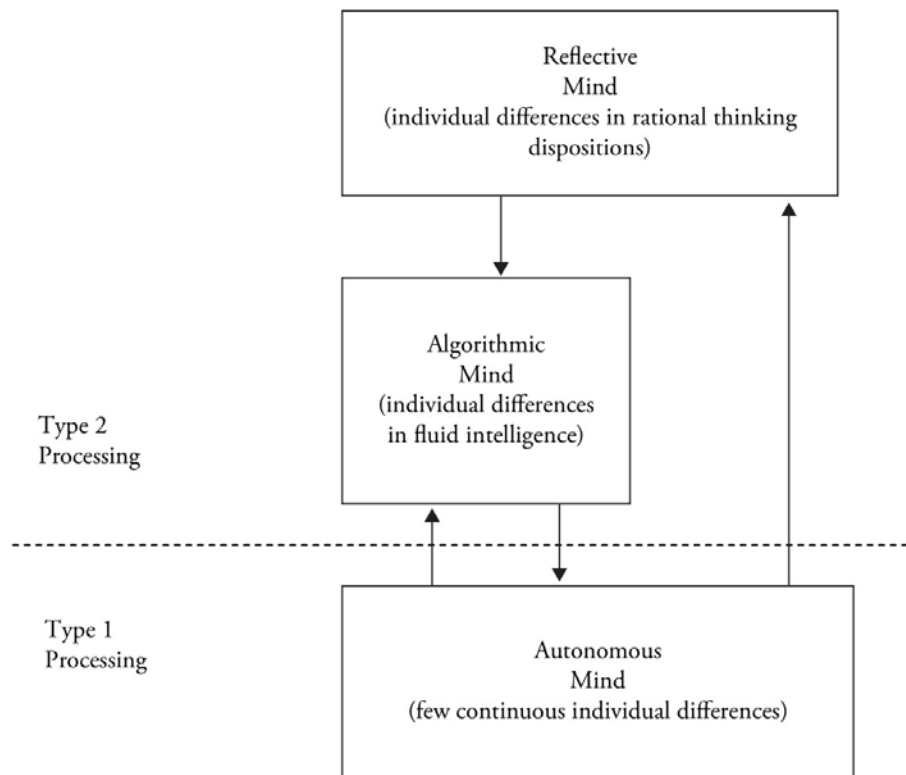 Reflective
Mind
(individual differences in rational thinking
dispositions)
Algorithmic
Mind
(individual differences
in fluid intelligence)
Type 2
Processing
Type 1
Processing
Autonomous
Mind
(few continuous individual differences)